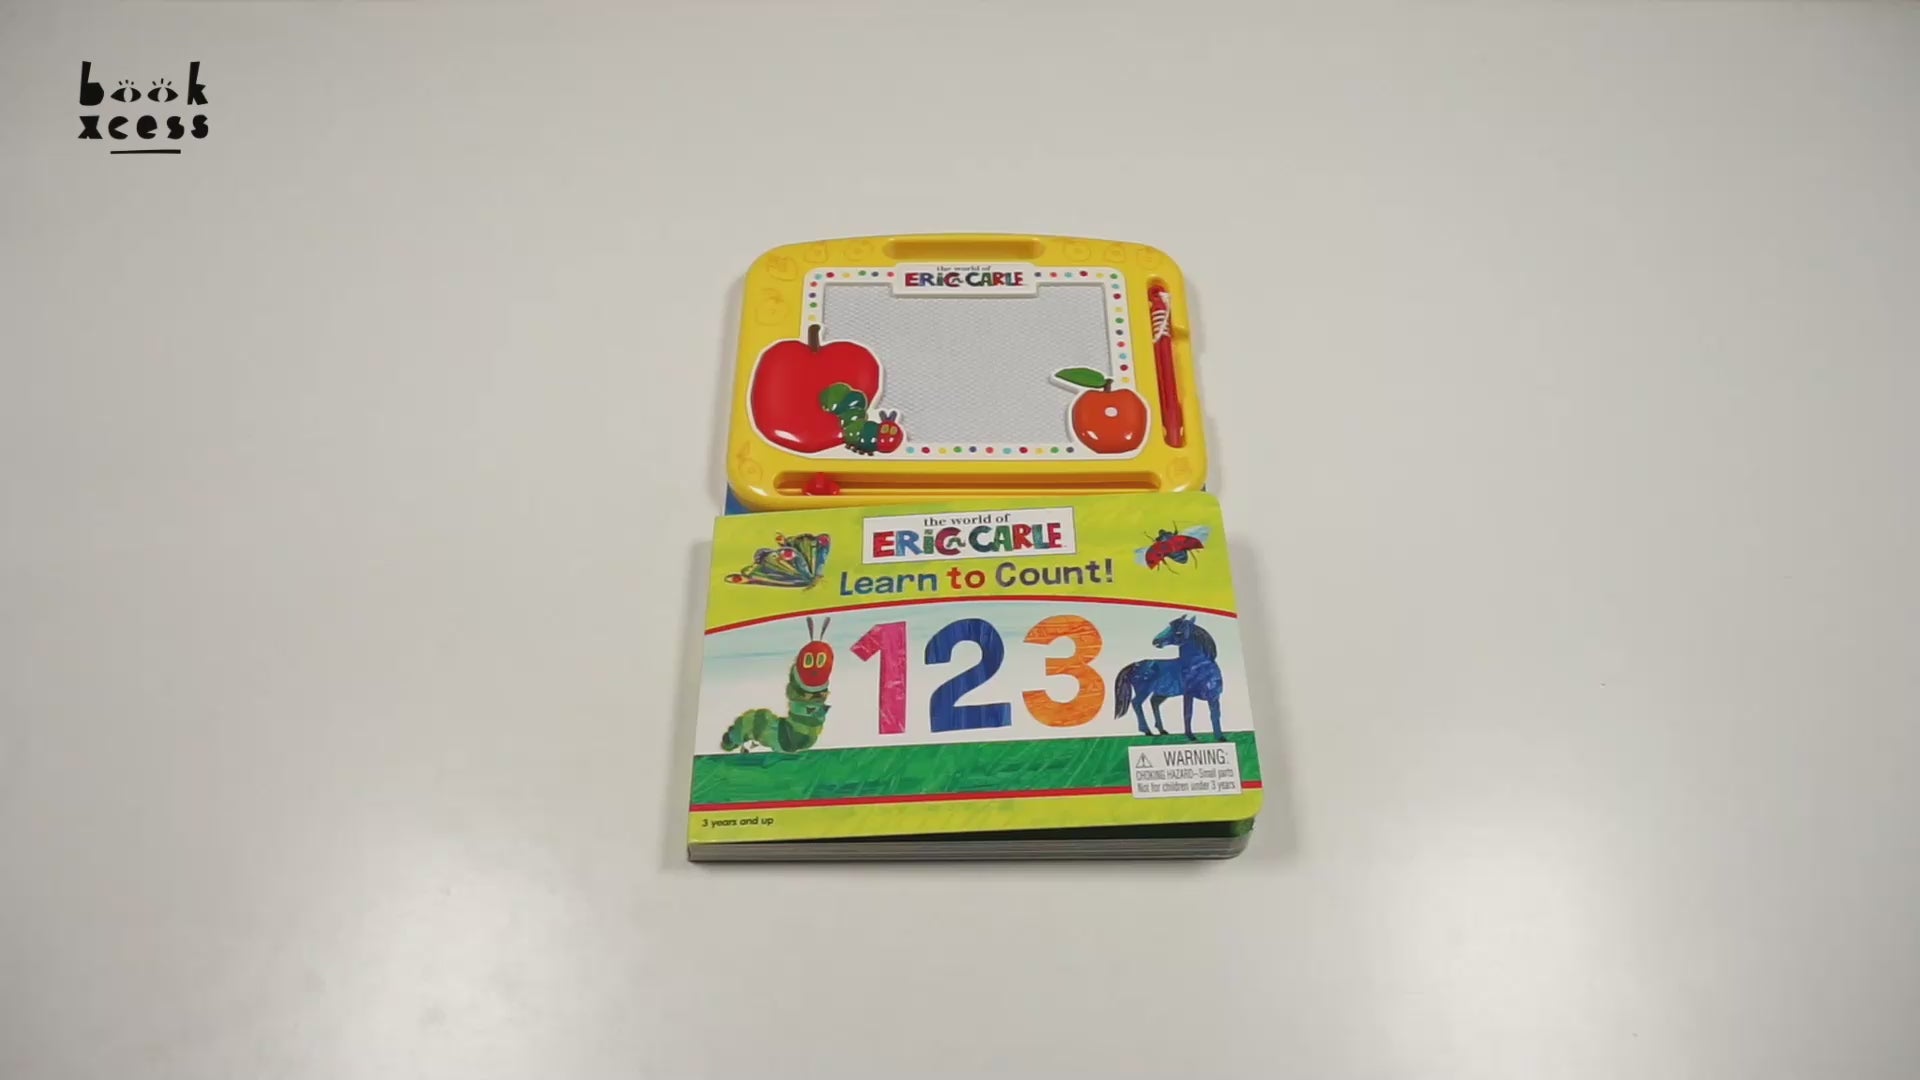 book
xcess
the world of
ERIC CARLE
the world of
ERIC CARLE
Learn to Count!
123
WARNING:
CHOKING HAZARD–Small parts
Not for children under 3 years
3 years and up